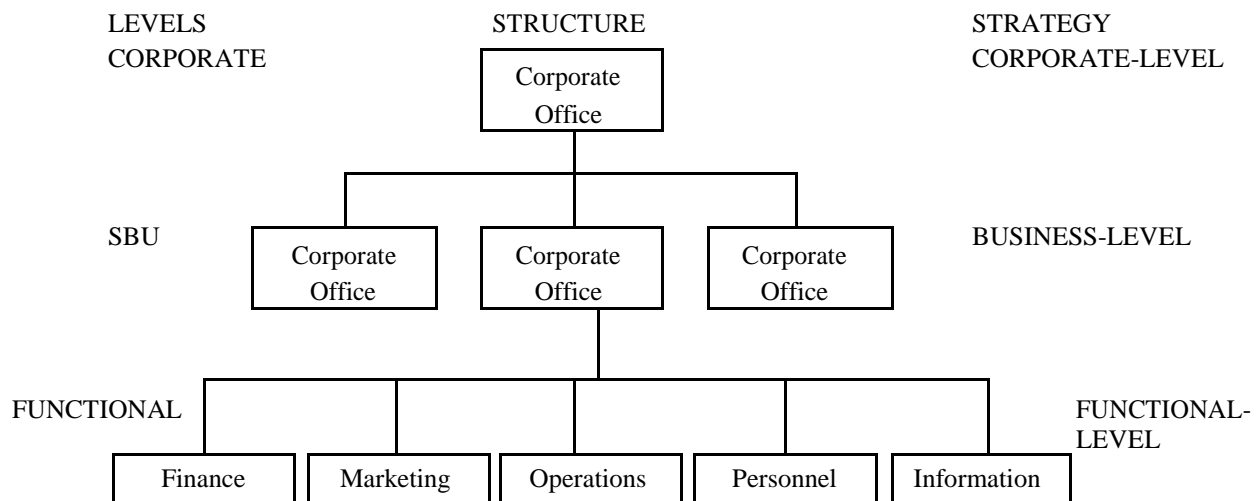 LEVELS STRUCTURE STRATEGY
CORPORATE CORPORATE-LEVEL
Corporate
Office
SBU BUSINESS-LEVEL
Corporate Corporate Corporate
Office Office Office
FUNCTIONAL FUNCTIONAL-
LEVEL
Finance Marketing Operations Personnel Information